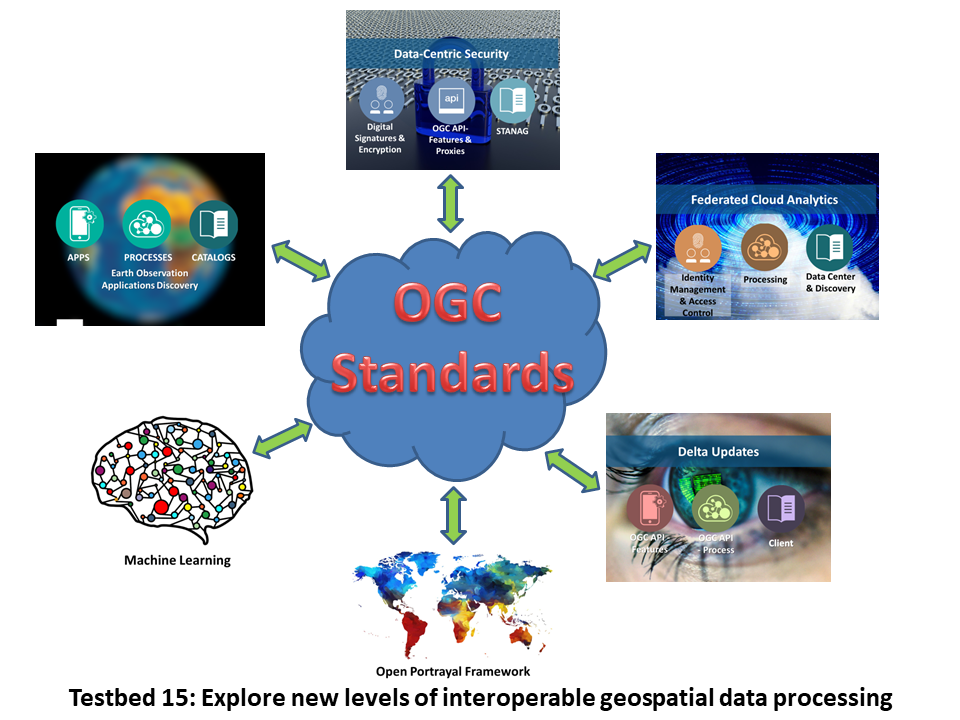 Data-Centric Security
Digital
Signatures &
Encryption
api
OGC API-
Features &
Proxies
STANAG
APPS
PROCESSES
CATALOGS
Earth Observation
Applications Discovery
Federated Cloud Analytics
Identity
Management
& Access
Control
Processing
Data Center
& Discovery
OGC
Standards
Delta Updates
OGC API -
Features
OGC API
- Process
Client
Machine Learning
Open Portrayal Framework
Testbed 15: Explore new levels of interoperable geospatial data processing